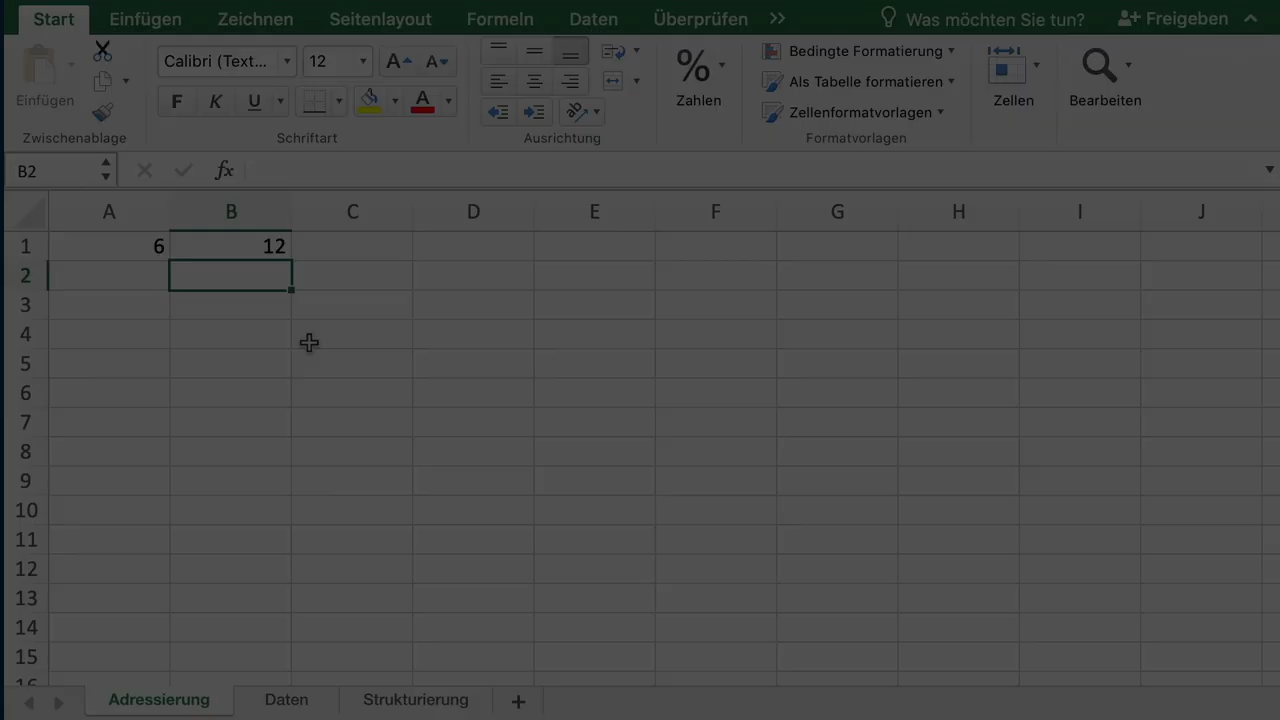 Start Einfügen Zeichnen Seitenlayout Formeln Daten Überprüfen >> Was möchten Sie tun? Freigeben
Einfügen
Zwischenablage
Calibri (Text... 12 A A
F K U A
Schriftart
Ausrichtung
%
Zahlen
Bedingte Formatierung
Als Tabelle formatieren
Zellenformatvorlagen
Formatvorlagen
Zellen
Bearbeiten
B2 fx
A B C D E F G H I J
1 6 12
2
3
4
5
6
7
8
9
10
11
12
13
14
15
16
Adressierung Daten Strukturierung +